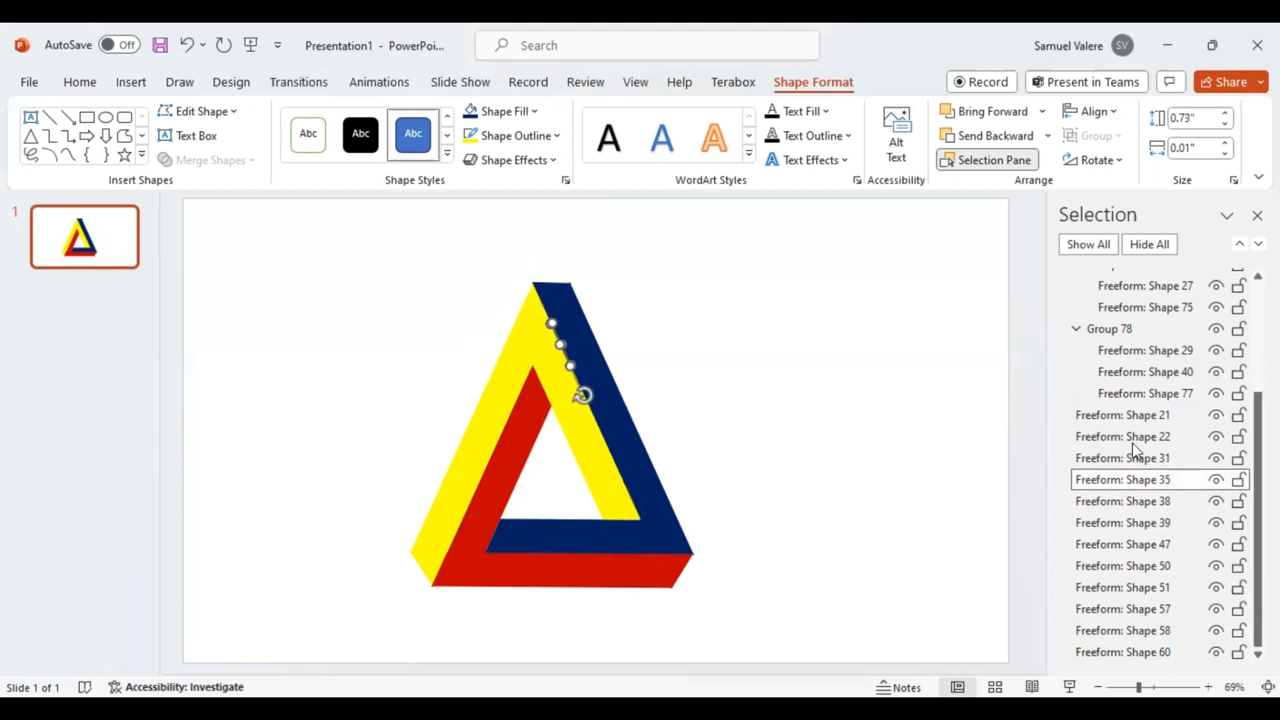 AutoSave Off Presentation1 - PowerPoi... Search Samuel Valere SV
File Home Insert Draw Design Transitions Animations Slide Show Record Review View Help Terabox Shape Format Record Present in Teams Share
Edit Shape
Text Box
Merge Shapes
Insert Shapes
Abc Abc Abc
Shape Fill
Shape Outline
Shape Effects
Shape Styles
A A A
Text Fill
Text Outline
Text Effects
WordArt Styles
Alt
Text
Accessibility
Bring Forward
Send Backward
Selection Pane
Align
Group
Rotate
Arrange
0.73"
0.01"
Size
1
Selection
Show All Hide All
Freeform: Shape 27
Freeform: Shape 75
Group 78
Freeform: Shape 29
Freeform: Shape 40
Freeform: Shape 77
Freeform: Shape 21
Freeform: Shape 22
Freeform: Shape 31
Freeform: Shape 35
Freeform: Shape 38
Freeform: Shape 39
Freeform: Shape 47
Freeform: Shape 50
Freeform: Shape 51
Freeform: Shape 57
Freeform: Shape 58
Freeform: Shape 60
Slide 1 of 1 Accessibility: Investigate Notes 69%